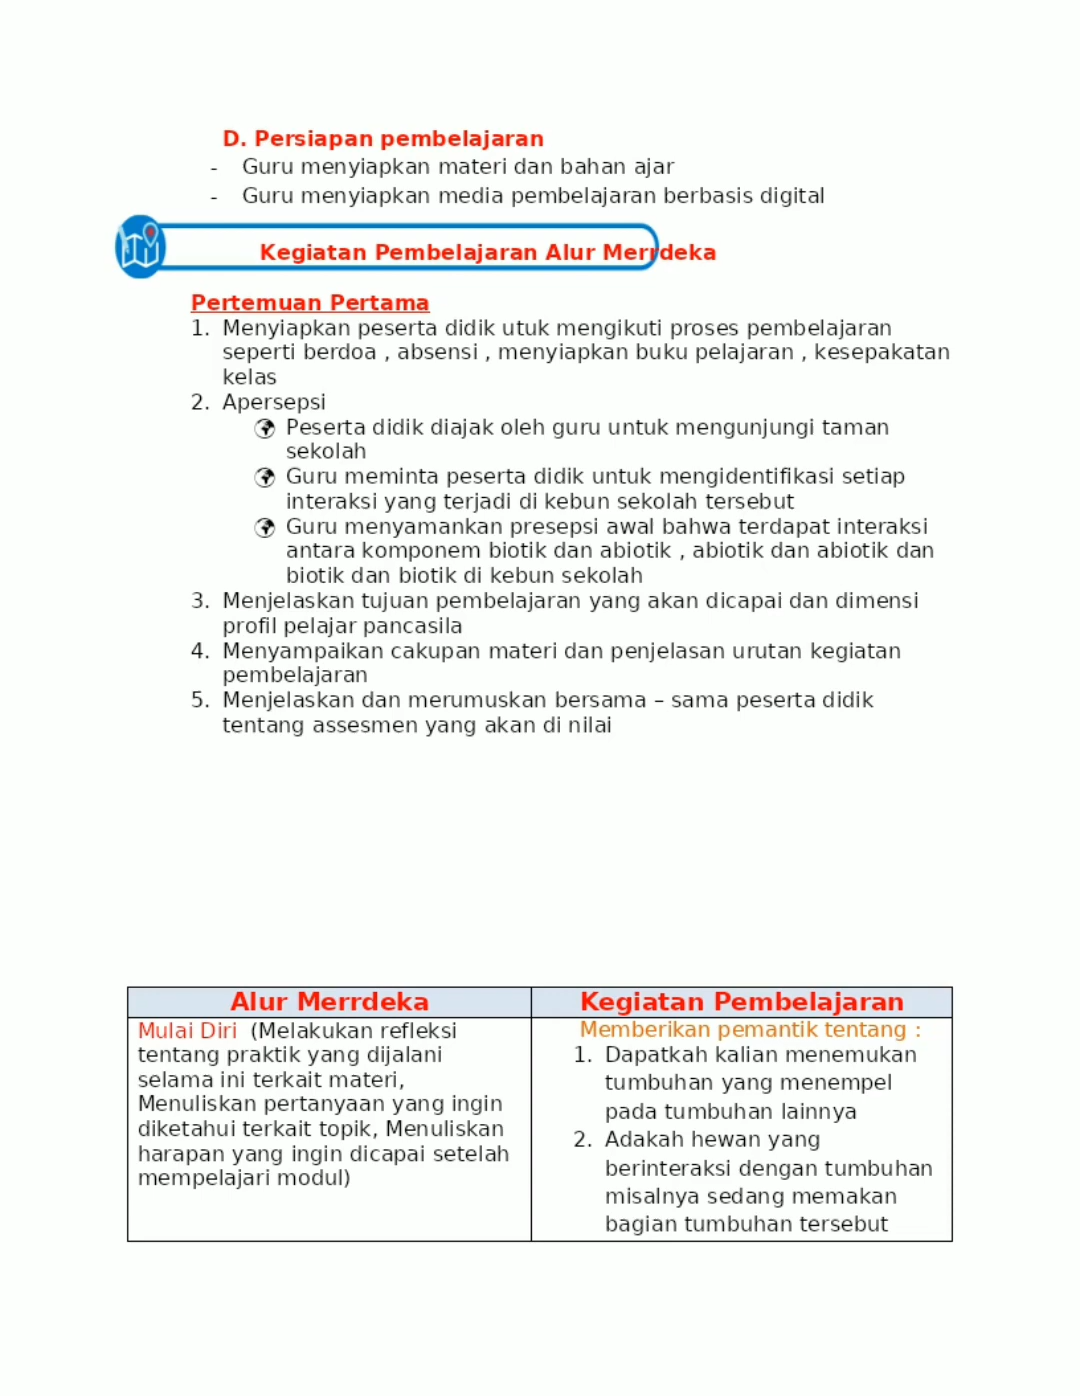 D. Persiapan pembelajaran
- Guru menyiapkan materi dan bahan ajar
- Guru menyiapkan media pembelajaran berbasis digital
Kegiatan Pembelajaran Alur Merrdeka
Pertemuan Pertama
1. Menyiapkan peserta didik utuk mengikuti proses pembelajaran
seperti berdoa , absensi , menyiapkan buku pelajaran , kesepakatan
kelas
2. Apersepsi
Peserta didik diajak oleh guru untuk mengunjungi taman
sekolah
Guru meminta peserta didik untuk mengidentifikasi setiap
interaksi yang terjadi di kebun sekolah tersebut
Guru menyamankan presepsi awal bahwa terdapat interaksi
antara komponem biotik dan abiotik , abiotik dan abiotik dan
biotik dan biotik di kebun sekolah
3. Menjelaskan tujuan pembelajaran yang akan dicapai dan dimensi
profil pelajar pancasila
4. Menyampaikan cakupan materi dan penjelasan urutan kegiatan
pembelajaran
5. Menjelaskan dan merumuskan bersama – sama peserta didik
tentang assesmen yang akan di nilai
Alur Merrdeka
Mulai Diri (Melakukan refleksi
tentang praktik yang dijalani
selama ini terkait materi,
Menuliskan pertanyaan yang ingin
diketahui terkait topik, Menuliskan
harapan yang ingin dicapai setelah
mempelajari modul)
Kegiatan Pembelajaran
Memberikan pemantik tentang :
1. Dapatkah kalian menemukan
tumbuhan yang menempel
pada tumbuhan lainnya
2. Adakah hewan yang
berinteraksi dengan tumbuhan
misalnya sedang memakan
bagian tumbuhan tersebut